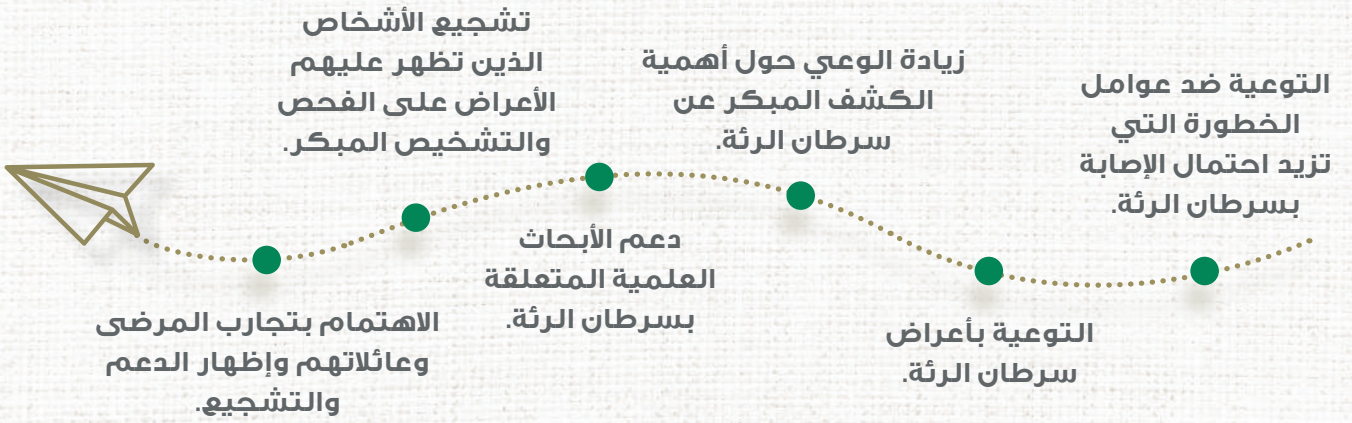 التوعية ضد عوامل
الخطورة التي
تزيد احتمال الإصابة
بسرطان الرئة.
التوعية بأعراض
سرطان الرئة.
زيادة الوعي حول أهمية
الكشف المبكر عن
سرطان الرئة.
دعم الأبحاث
العلمية المتعلقة
بسرطان الرئة.
تشجيع الأشخاص
الذين تظهر عليهم
الأعراض على الفحص
والتشخيص المبكر.
الاهتمام بتجارب المرضى
وعائلاتهم وإظهار الدعم
والتشجيع.